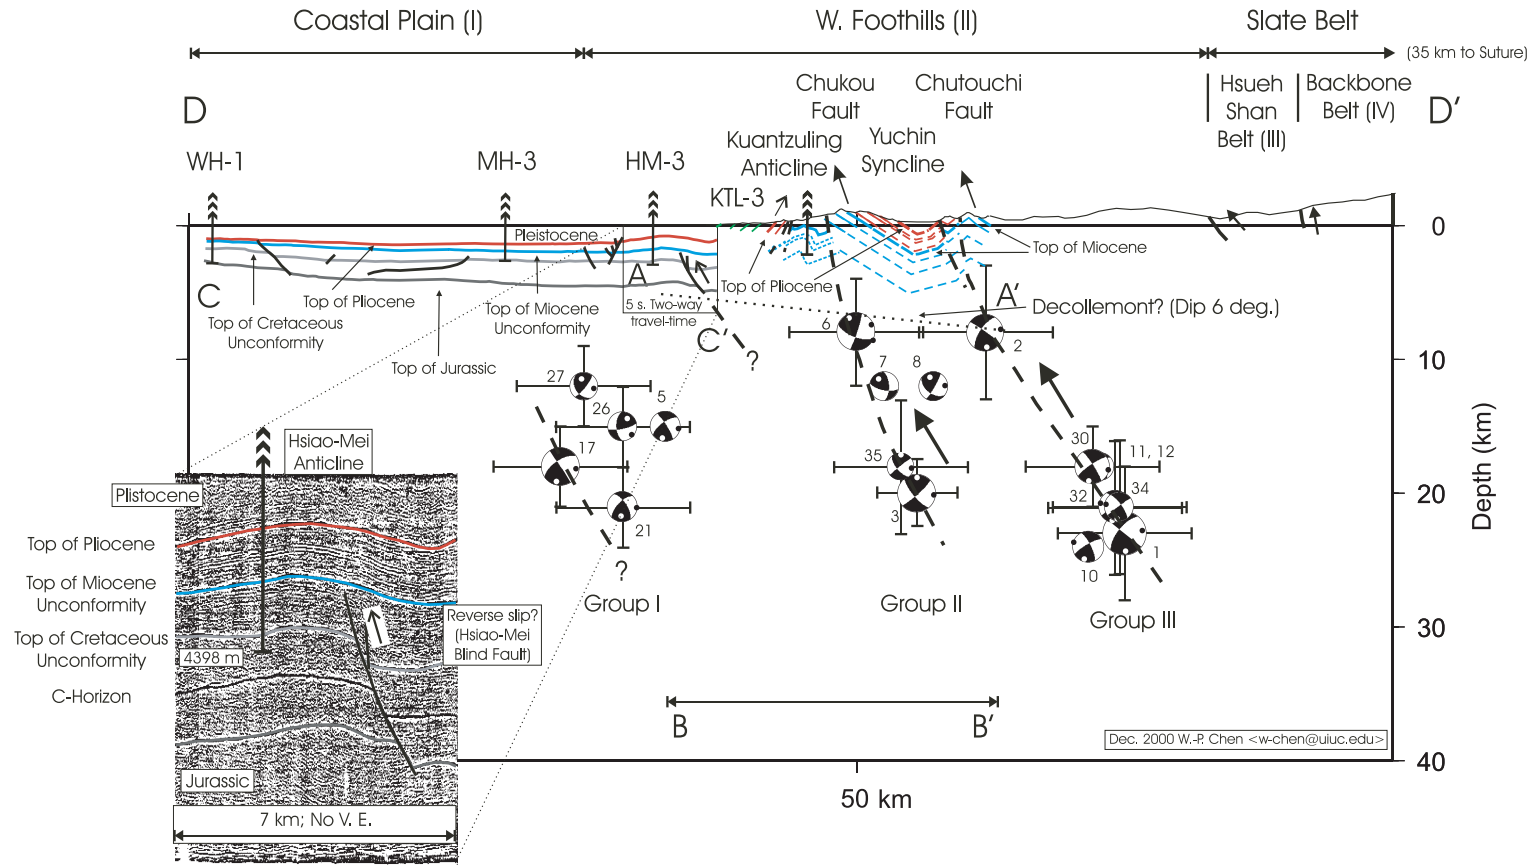 Coastal Plain (I)
W. Foothills (II)
Slate Belt
(35 km to Suture)
Chukou
Fault
Chutouchi
Fault
Hsueh
Shan
Belt (III)
Backbone
Belt (IV)
D
D'
Kuantzuling
Anticline
Yuchin
Syncline
WH-1
MH-3
HM-3
KTL-3
Pleistocene
0
Top of Miocene
A
C
Top of Pliocene
Top of Pliocene
A'
Top of Cretaceous
Unconformity
Top of Miocene
Unconformity
5 s. Two-way
travel-time
Decollemont? (Dip 6 deg.)
C'
6
2
Top of Jurassic
?
10
7
8
27
26
5
17
30
11, 12
35
Hsiao-Mei
Anticline
Depth (km)
Plistocene
32
34
20
3
21
1
Top of Pliocene
10
?
Top of Miocene
Unconformity
Group I
Group II
Group III
Reverse slip?
(Hsiao-Mei
Blind Fault)
30
Top of Cretaceous
Unconformity
4398 m
C-Horizon
B
B'
Dec. 2000 W.-P. Chen <w-chen@uiuc.edu>
40
Jurassic
50 km
7 km; No V. E.